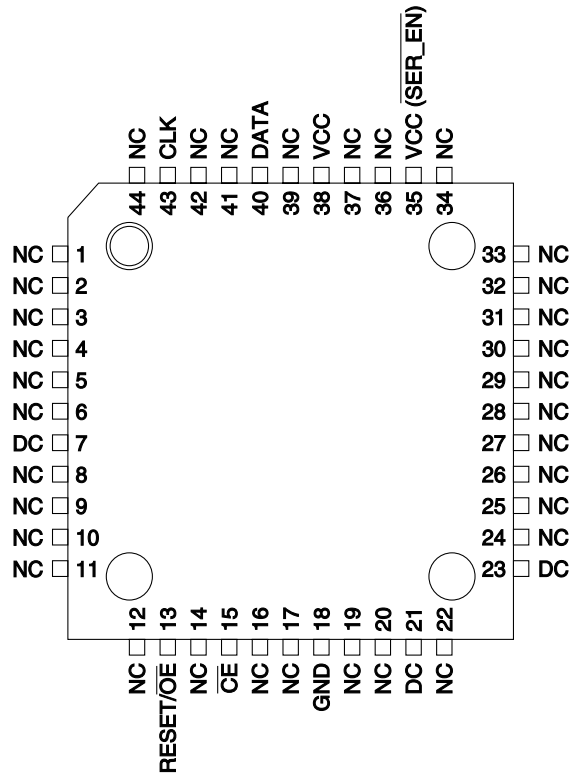 NC
CLK
NC
NC
DATA
NC
VCC
NC
NC
VCC (SER_EN)
NC
44
43
42
41
40
39
38
37
36
35
34
NC 1
NC 2
NC 3
NC 4
NC 5
NC 6
DC 7
NC 8
NC 9
NC 10
NC 11
33 NC
32 NC
31 NC
30 NC
29 NC
28 NC
27 NC
26 NC
25 NC
24 NC
23 DC
12
13
14
15
16
17
18
19
20
21
22
NC
RESET/OE
NC
CE
NC
NC
GND
NC
NC
DC
NC